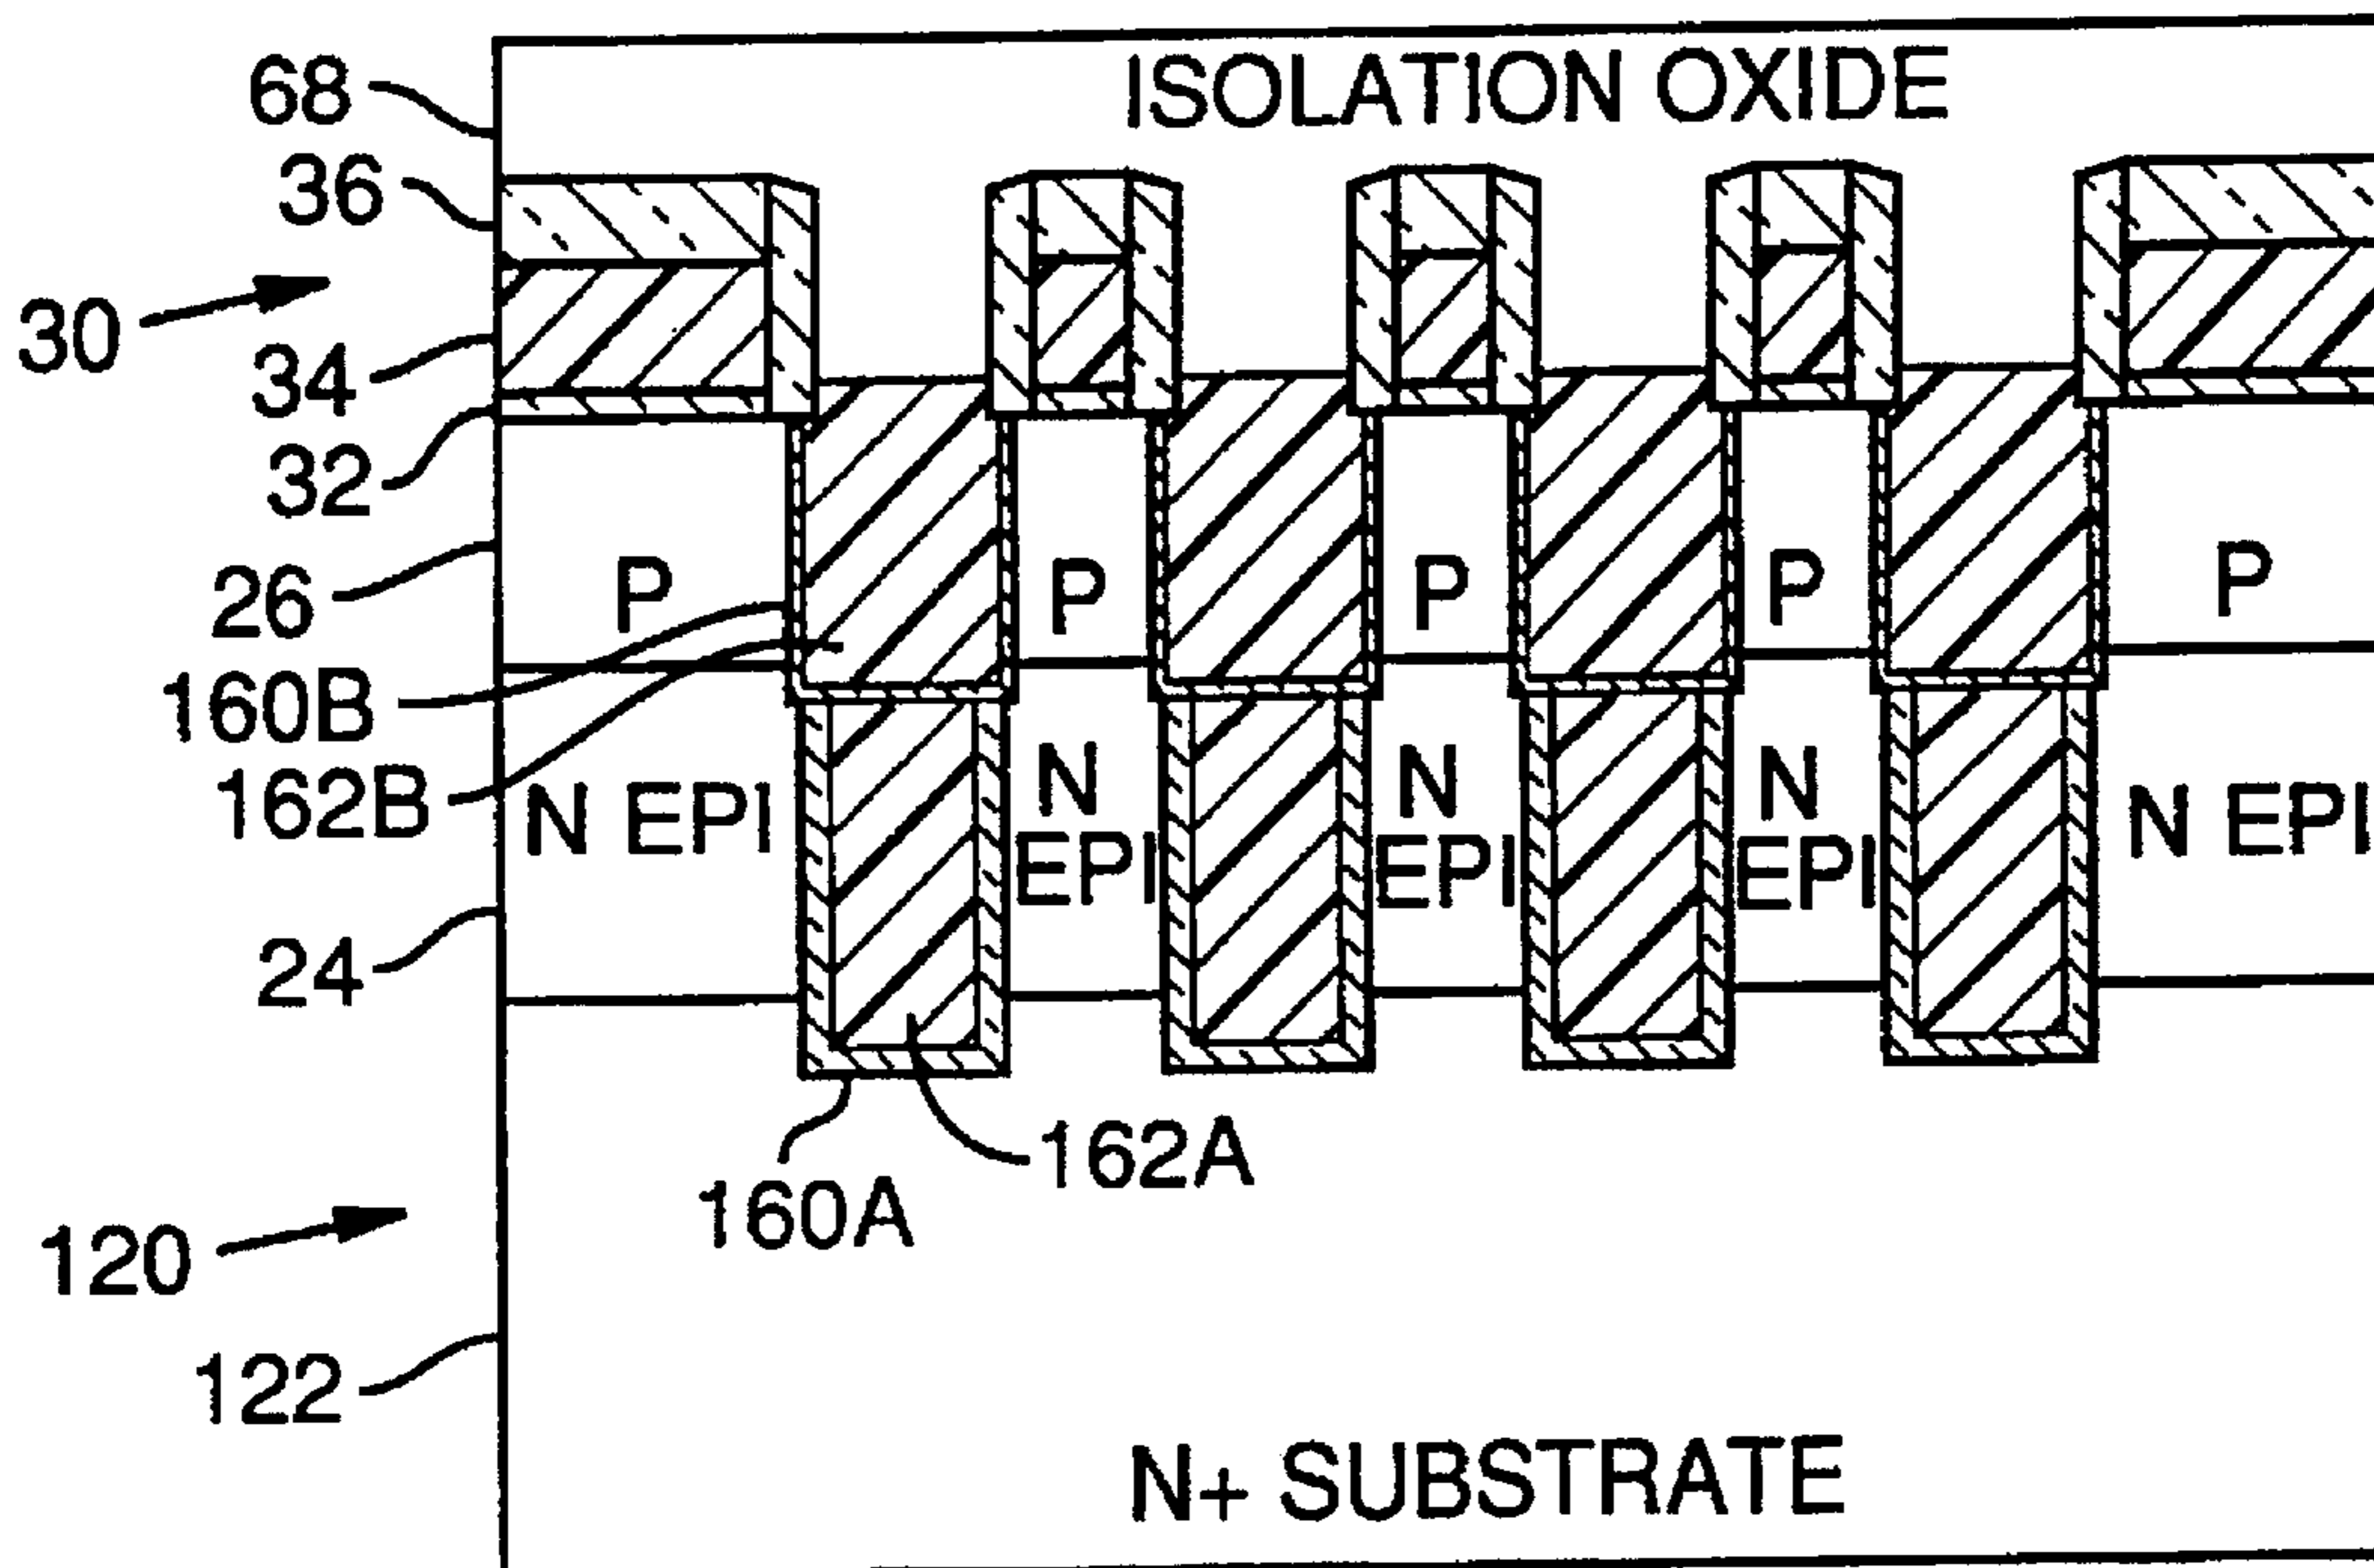 ISOLATION OXIDE
68
36
30
34
32
26
P P P P P
160B
162B
N EPI
N
EPI
N
EPI
N
EPI
N EPI
24
162A
160A
120
122
N+ SUBSTRATE